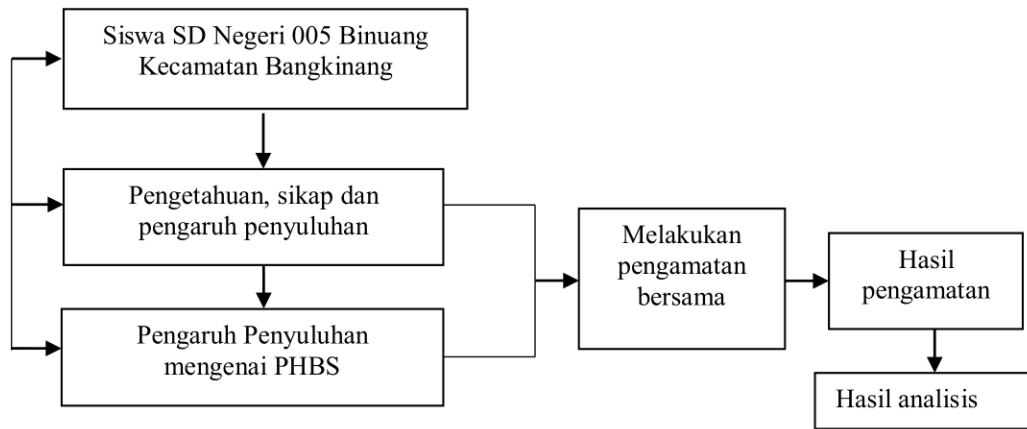 Siswa SD Negeri 005 Binuang
Kecamatan Bangkinang
Pengetahuan, sikap dan
pengaruh penyuluhan
Pengaruh Penyuluhan
mengenai PHBS
Melakukan
pengamatan
bersama
Hasil
pengamatan
Hasil analisis